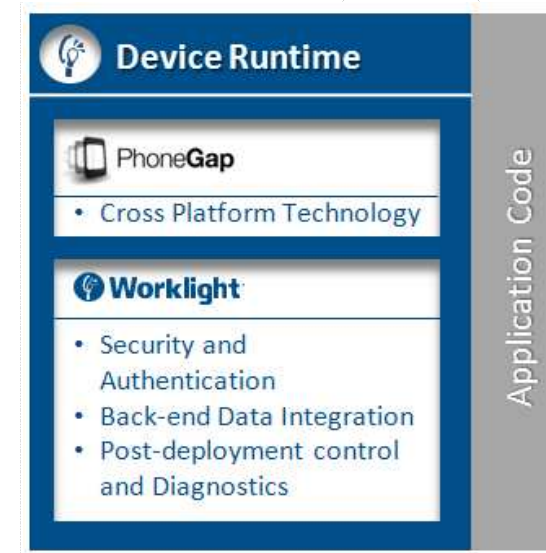 Device Runtime
PhoneGap
• Cross Platform Technology
Worklight
• Security and
Authentication
• Back-end Data Integration
• Post-deployment control
and Diagnostics
Application Code